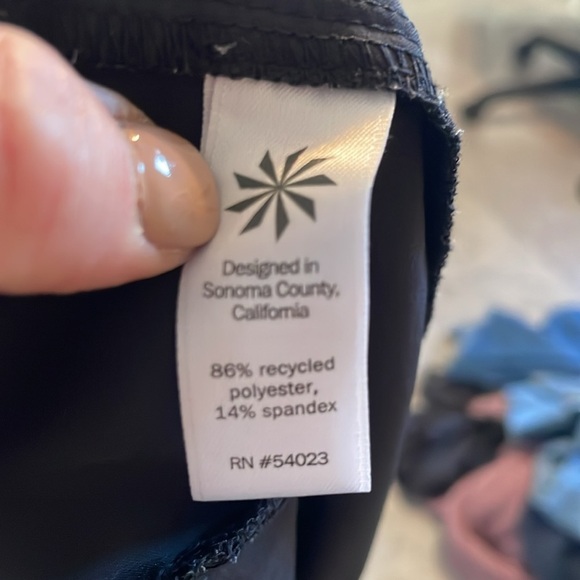 Designed in
Sonoma County,
California
86% recycled
polyester,
14% spandex
RN #54023